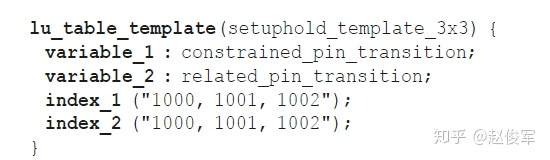 lu_table_template(setuphold_template_3x3) {
variable_1 : constrained_pin_transition;
variable_2 : related_pin_transition;
index_1 ("1000, 1001, 1002");
index_2 ("1000, 1001, 1002");
}
知乎 @赵俊军